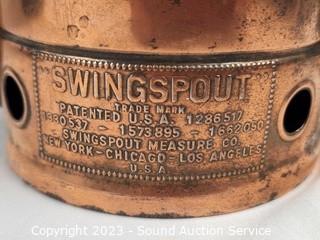 "SWINGSPOUT"
TRADE MARK
PATENTED U.S.A. 1286517
1380537 - 1573895 - 1662050
SWINGSPOUT MEASURE CO.
NEW YORK-CHICAGO-LOS ANGELES
U.S.A.
Copyright © 2023 - Sound Auction Service